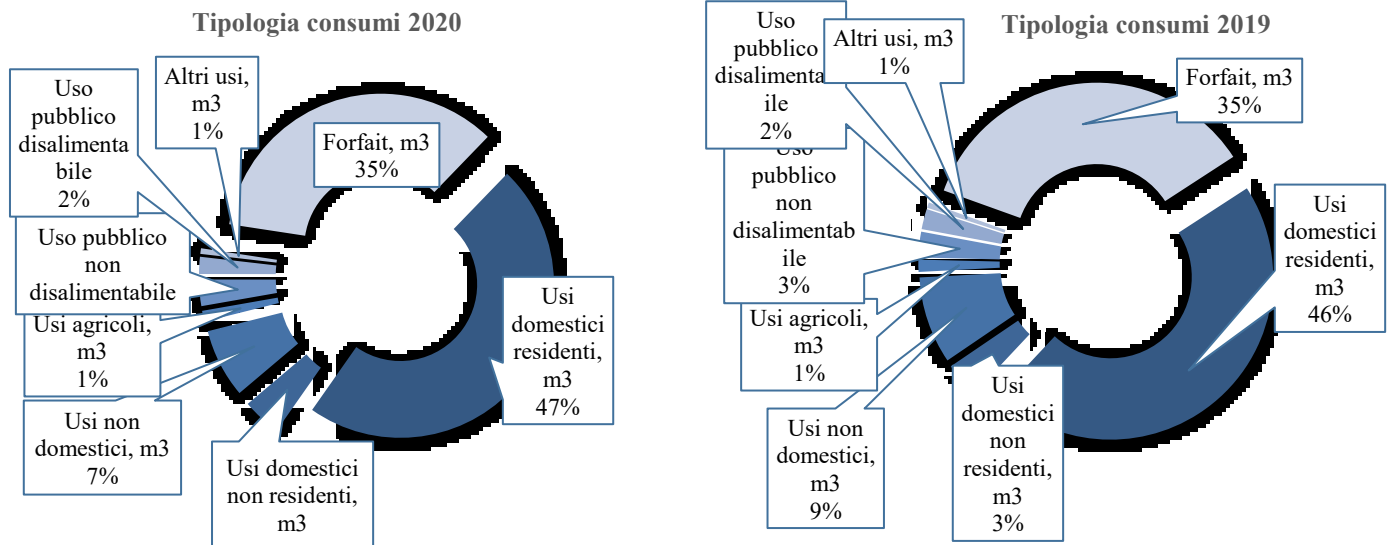 Tipologia consumi 2020
Uso
pubblico
disalimenta
bile
2%
Altri usi,
m3
1%
Forfait, m3
35%
Uso pubblico
non
disalimentabile
Usi agricoli,
m3
1%
Usi non
domestici, m3
7%
Usi domestici
non residenti,
m3
Usi
domestici
residenti,
m3
47%
Tipologia consumi 2019
Uso
pubblico
disalimentab
ile
2%
Altri usi, m3
1%
Forfait, m3
35%
Uso
pubblico
non
disalimentab
ile
3%
Usi agricoli,
m3
1%
Usi non
domestici,
m3
9%
Usi
domestici
non
residenti,
m3
3%
Usi
domestici
residenti,
m3
46%